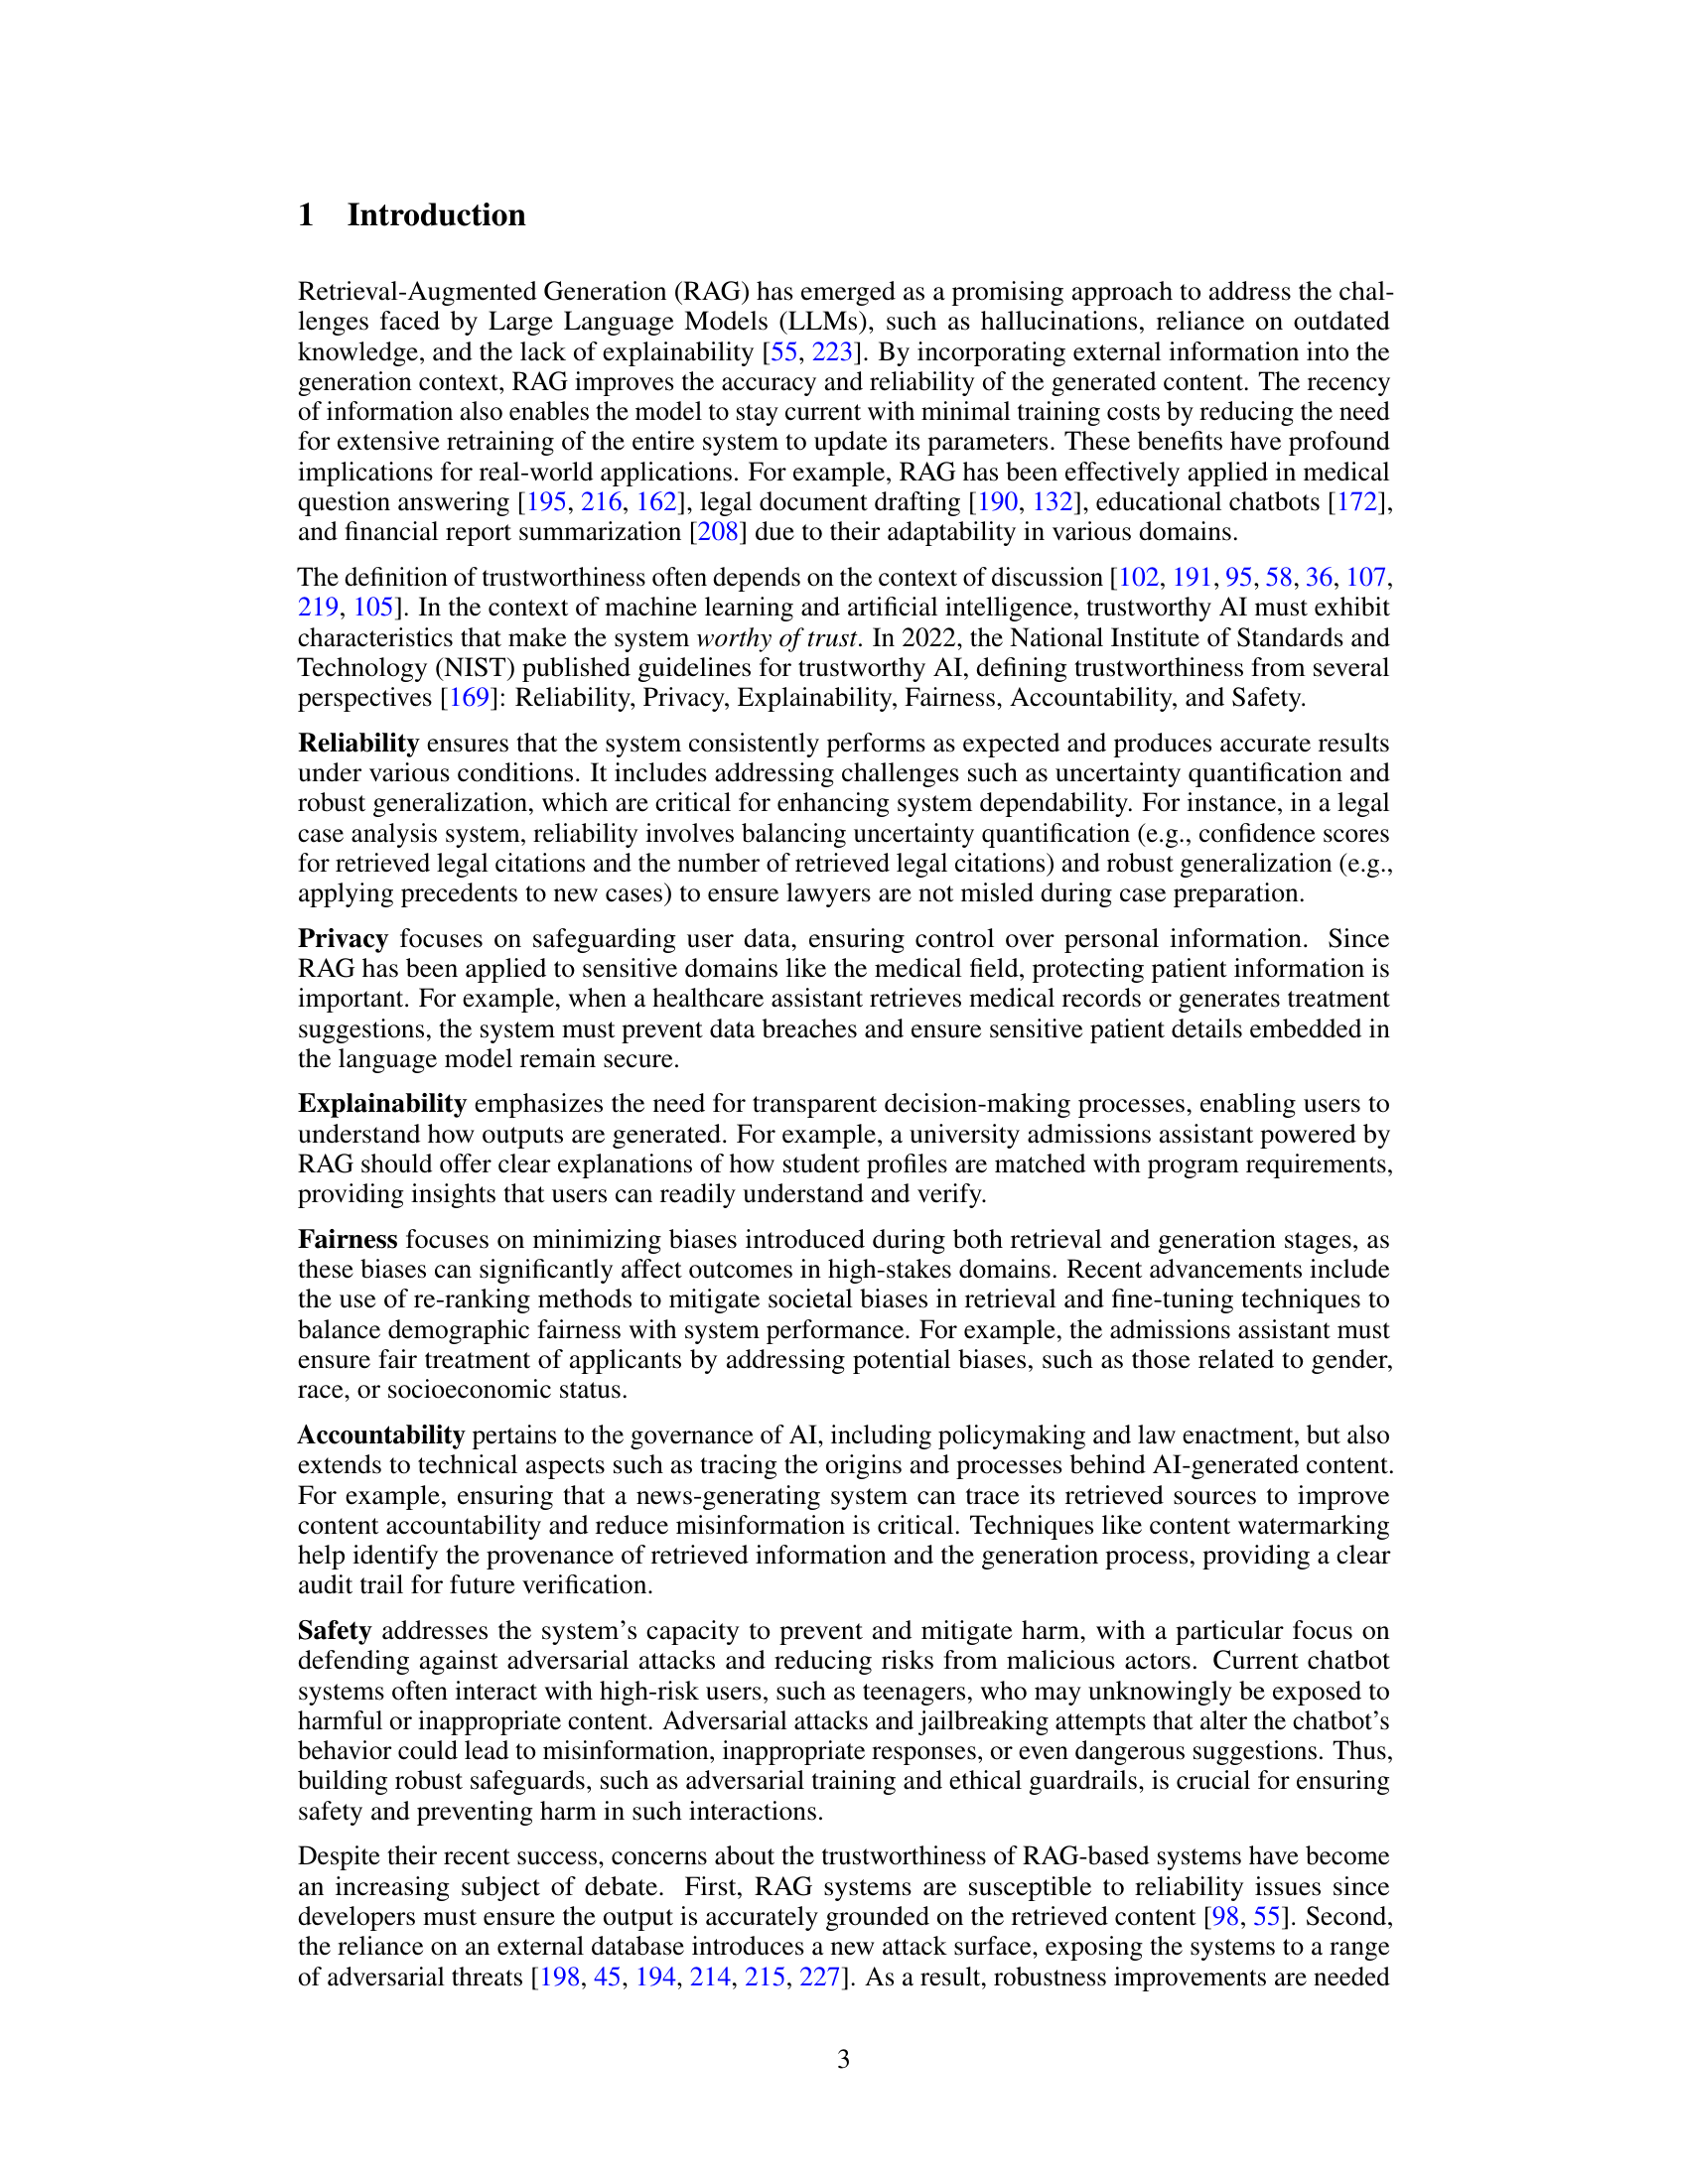 1 Introduction
Retrieval-Augmented Generation (RAG) has emerged as a promising approach to address the chal-
lenges faced by Large Language Models (LLMs), such as hallucinations, reliance on outdated
knowledge, and the lack of explainability [55, 223]. By incorporating external information into the
generation context, RAG improves the accuracy and reliability of the generated content. The recency
of information also enables the model to stay current with minimal training costs by reducing the need
for extensive retraining of the entire system to update its parameters. These benefits have profound
implications for real-world applications. For example, RAG has been effectively applied in medical
question answering [195, 216, 162], legal document drafting [190, 132], educational chatbots [172],
and financial report summarization [208] due to their adaptability in various domains.
The definition of trustworthiness often depends on the context of discussion [102, 191, 95, 58, 36, 107,
219, 105]. In the context of machine learning and artificial intelligence, trustworthy AI must exhibit
characteristics that make the system worthy of trust. In 2022, the National Institute of Standards and
Technology (NIST) published guidelines for trustworthy AI, defining trustworthiness from several
perspectives [169]: Reliability, Privacy, Explainability, Fairness, Accountability, and Safety.
Reliability ensures that the system consistently performs as expected and produces accurate results
under various conditions. It includes addressing challenges such as uncertainty quantification and
robust generalization, which are critical for enhancing system dependability. For instance, in a legal
case analysis system, reliability involves balancing uncertainty quantification (e.g., confidence scores
for retrieved legal citations and the number of retrieved legal citations) and robust generalization (e.g.,
applying precedents to new cases) to ensure lawyers are not misled during case preparation.
Privacy focuses on safeguarding user data, ensuring control over personal information. Since
RAG has been applied to sensitive domains like the medical field, protecting patient information is
important. For example, when a healthcare assistant retrieves medical records or generates treatment
suggestions, the system must prevent data breaches and ensure sensitive patient details embedded in
the language model remain secure.
Explainability emphasizes the need for transparent decision-making processes, enabling users to
understand how outputs are generated. For example, a university admissions assistant powered by
RAG should offer clear explanations of how student profiles are matched with program requirements,
providing insights that users can readily understand and verify.
Fairness focuses on minimizing biases introduced during both retrieval and generation stages, as
these biases can significantly affect outcomes in high-stakes domains. Recent advancements include
the use of re-ranking methods to mitigate societal biases in retrieval and fine-tuning techniques to
balance demographic fairness with system performance. For example, the admissions assistant must
ensure fair treatment of applicants by addressing potential biases, such as those related to gender,
race, or socioeconomic status.
Accountability pertains to the governance of AI, including policymaking and law enactment, but also
extends to technical aspects such as tracing the origins and processes behind AI-generated content.
For example, ensuring that a news-generating system can trace its retrieved sources to improve
content accountability and reduce misinformation is critical. Techniques like content watermarking
help identify the provenance of retrieved information and the generation process, providing a clear
audit trail for future verification.
Safety addresses the system's capacity to prevent and mitigate harm, with a particular focus on
defending against adversarial attacks and reducing risks from malicious actors. Current chatbot
systems often interact with high-risk users, such as teenagers, who may unknowingly be exposed to
harmful or inappropriate content. Adversarial attacks and jailbreaking attempts that alter the chatbot's
behavior could lead to misinformation, inappropriate responses, or even dangerous suggestions. Thus,
building robust safeguards, such as adversarial training and ethical guardrails, is crucial for ensuring
safety and preventing harm in such interactions.
Despite their recent success, concerns about the trustworthiness of RAG-based systems have become
an increasing subject of debate. First, RAG systems are susceptible to reliability issues since
developers must ensure the output is accurately grounded on the retrieved content [98, 55]. Second,
the reliance on an external database introduces a new attack surface, exposing the systems to a range
of adversarial threats [198, 45, 194, 214, 215, 227]. As a result, robustness improvements are needed
3